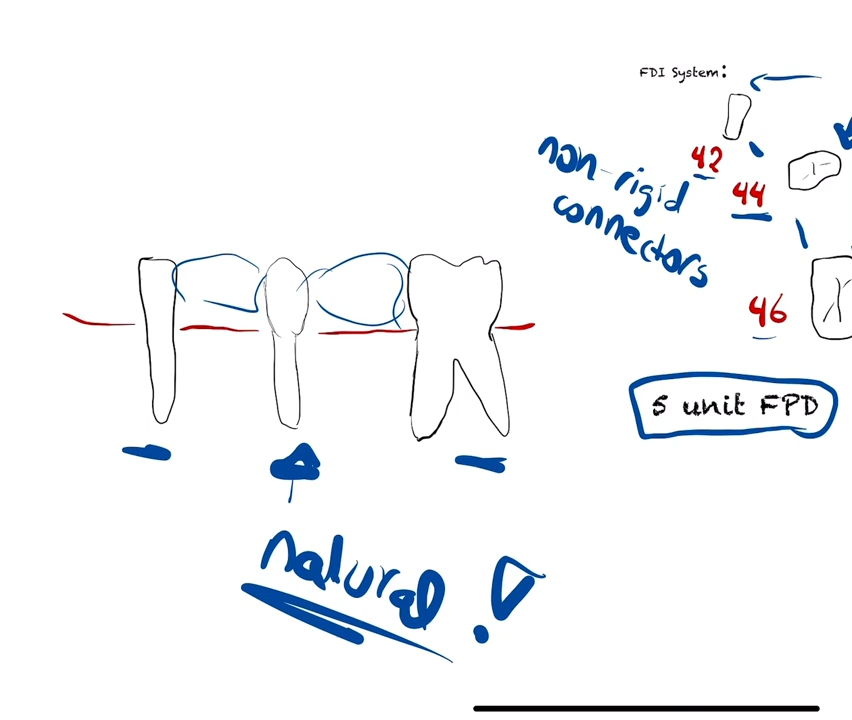 FDI System:
42
non-rigid
connectors
44
46
5 unit FPD
natural!